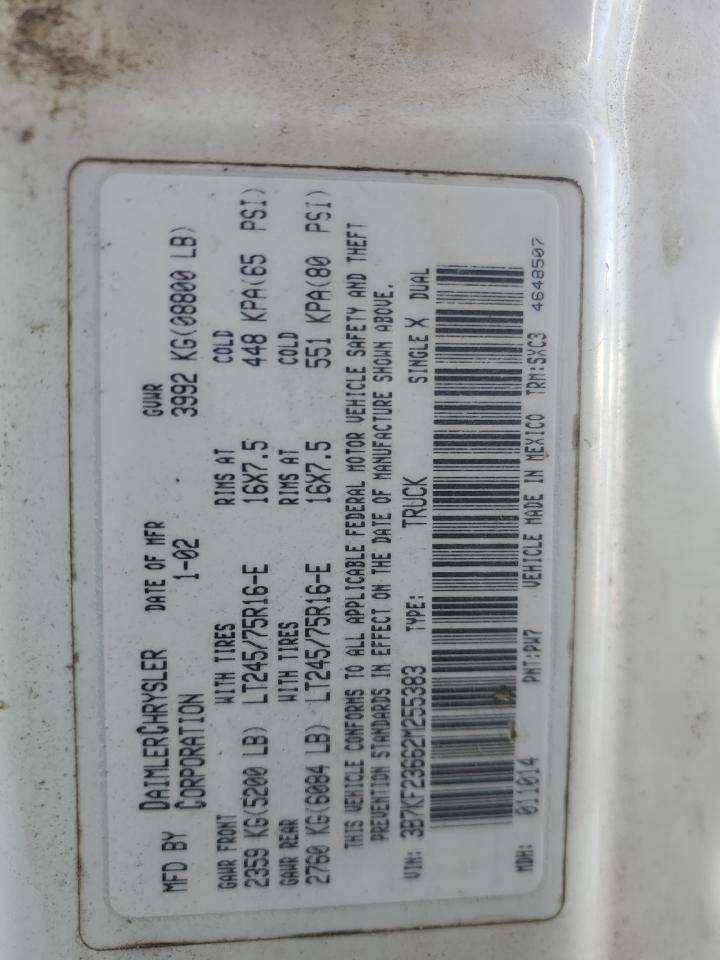 MFD BY DAIMLERCHRYSLER CORPORATION DATE OF MFR 1-02 GVWR 3992 KG(08800 LB)
GAWR FRONT WITH TIRES RIMS AT COLD
2359 KG(5200 LB) LT245/75R16-E 16X7.5 448 KPA(65 PSI)
GAWR REAR WITH TIRES RIMS AT COLD
2760 KG(6084 LB) LT245/75R16-E 16X7.5 551 KPA(80 PSI)
THIS VEHICLE CONFORMS TO ALL APPLICABLE FEDERAL MOTOR VEHICLE SAFETY AND THEFT
PREVENTION STANDARDS IN EFFECT ON THE DATE OF MANUFACTURE SHOWN ABOVE.
VIN: 3B7KF23662M255383 TYPE: TRUCK SINGLE X DUAL
MDH: 011014 PNT:PW7 VEHICLE MADE IN MEXICO TRM:SXC3 4648507